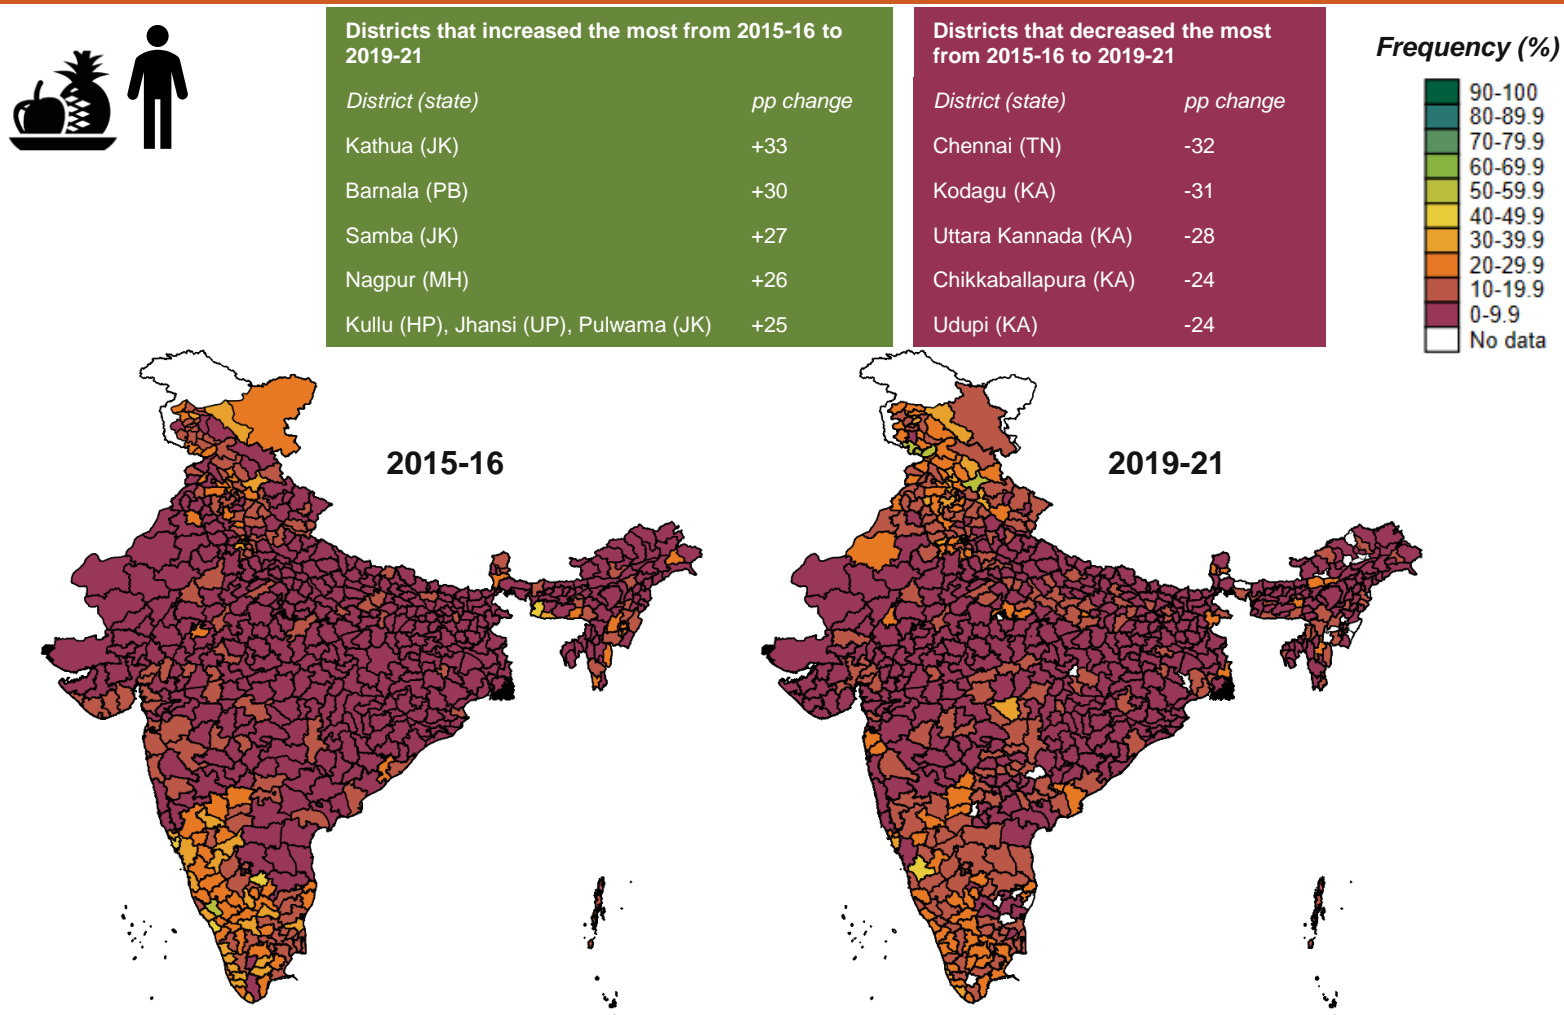 Districts that increased the most from 2015-16 to
2019-21
District (state) pp change
Kathua (JK) +33
Barnala (PB) +30
Samba (JK) +27
Nagpur (MH) +26
Kullu (HP), Jhansi (UP), Pulwama (JK) +25
Districts that decreased the most
from 2015-16 to 2019-21
District (state) pp change
Chennai (TN) -32
Kodagu (KA) -31
Uttara Kannada (KA) -28
Chikkaballapura (KA) -24
Udupi (KA) -24
Frequency (%)
90-100
80-89.9
70-79.9
60-69.9
50-59.9
40-49.9
30-39.9
20-29.9
10-19.9
0-9.9
No data
2015-16
2019-21